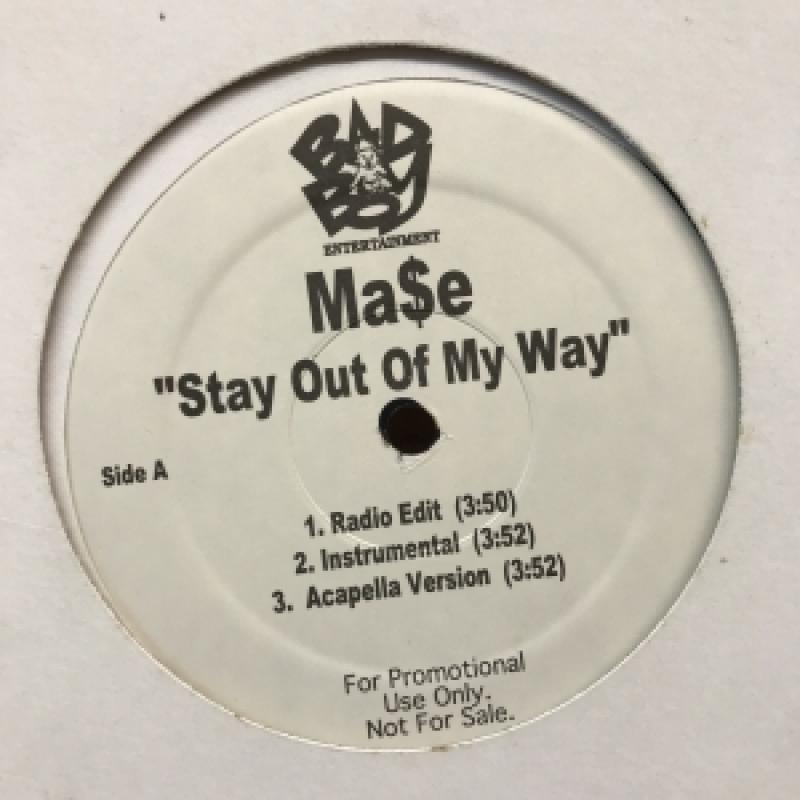 BAD
BOY
ENTERTAINMENT
Ma$e
"Stay Out Of My Way"
Side A
1. Radio Edit (3:50)
2. Instrumental (3:52)
3. Acapella Version (3:52)
For Promotional
Use Only.
Not For Sale.